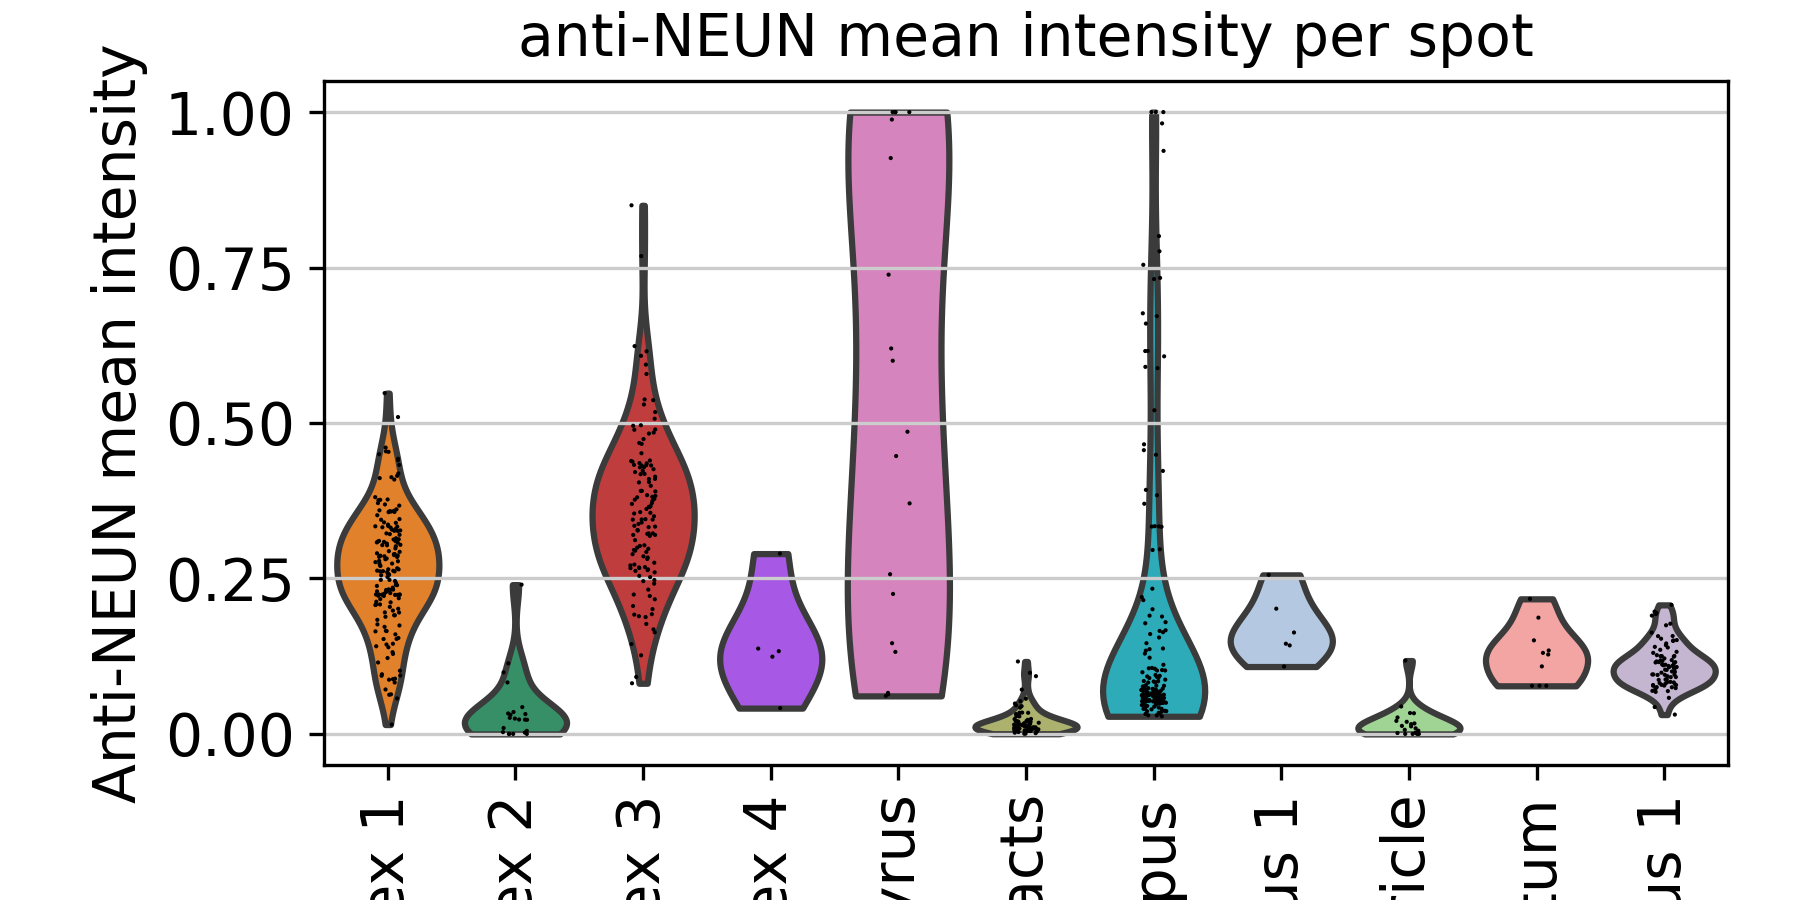 anti-NEUN mean intensity per spot
Anti-NEUN mean intensity
1.00
0.75
0.50
0.25
0.00
ex 1
ex 2
ex 3
ex 4
yrus
acts
pus
us 1
icle
tum
us 1